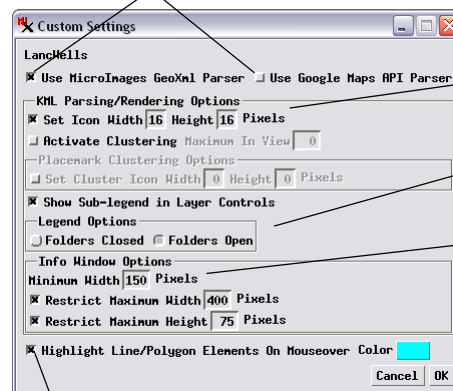 Custom Settings
LancWells
Use MicroImages GeoXml Parser Use Google Maps API Parser
KML Parsing/Rendering Options
Set Icon Width 16 Height 16 Pixels
Activate Clustering Maximum In View 0
Placemark Clustering Options
Set Cluster Icon Width 0 Height 0 Pixels
Show Sub-legend in Layer Controls
Legend Options
Folders Closed Folders Open
Info Window Options
Minimum Width 150 Pixels
Restrict Maximum Width 400 Pixels
Restrict Maximum Height 75 Pixels
Highlight Line/Polygon Elements On Mouseover Color
Cancel OK